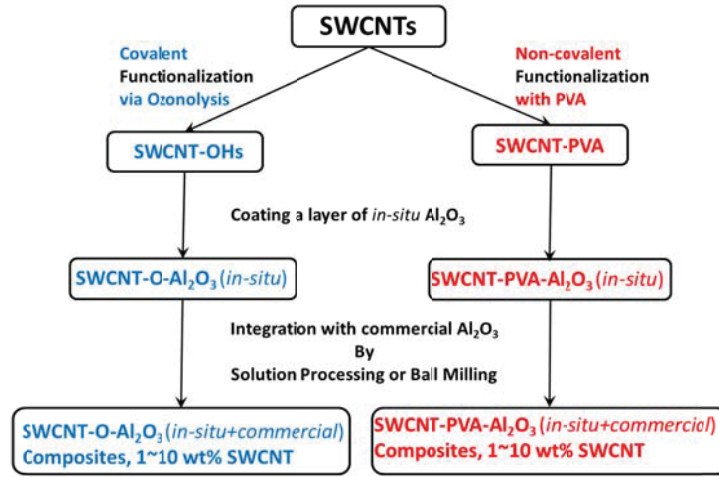 SWCNTs
Covalent
Functionalization
via Ozonolysis
Non-covalent
Functionalization
with PVA
SWCNT-OHs
SWCNT-PVA
Coating a layer of in-situ Al₂O₃
SWCNT-O-Al₂O₃(in-situ)
SWCNT-PVA-Al₂O₃(in-situ)
Integration with commercial Al₂O₃
By
Solution Processing or Ball Milling
SWCNT-O-Al₂O₃(in-situ+commercial)
Composites, 1~10 wt% SWCNT
SWCNT-PVA-Al₂O₃(in-situ+commercial)
Composites, 1~10 wt% SWCNT